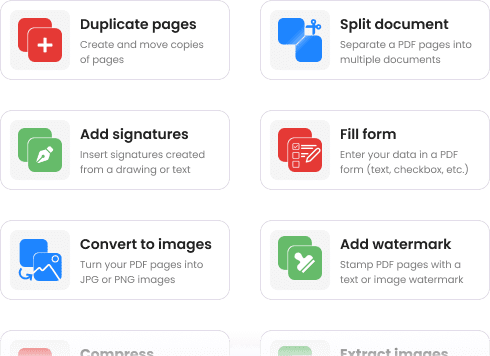 Duplicate pages
Create and move copies
of pages
Split document
Separate a PDF pages into
multiple documents
Add signatures
Insert signatures created
from a drawing or text
Fill form
Enter your data in a PDF
form (text, checkbox, etc.)
Convert to images
Turn your PDF pages into
JPG or PNG images
Add watermark
Stamp PDF pages with a
text or image watermark
Compress
Extract images